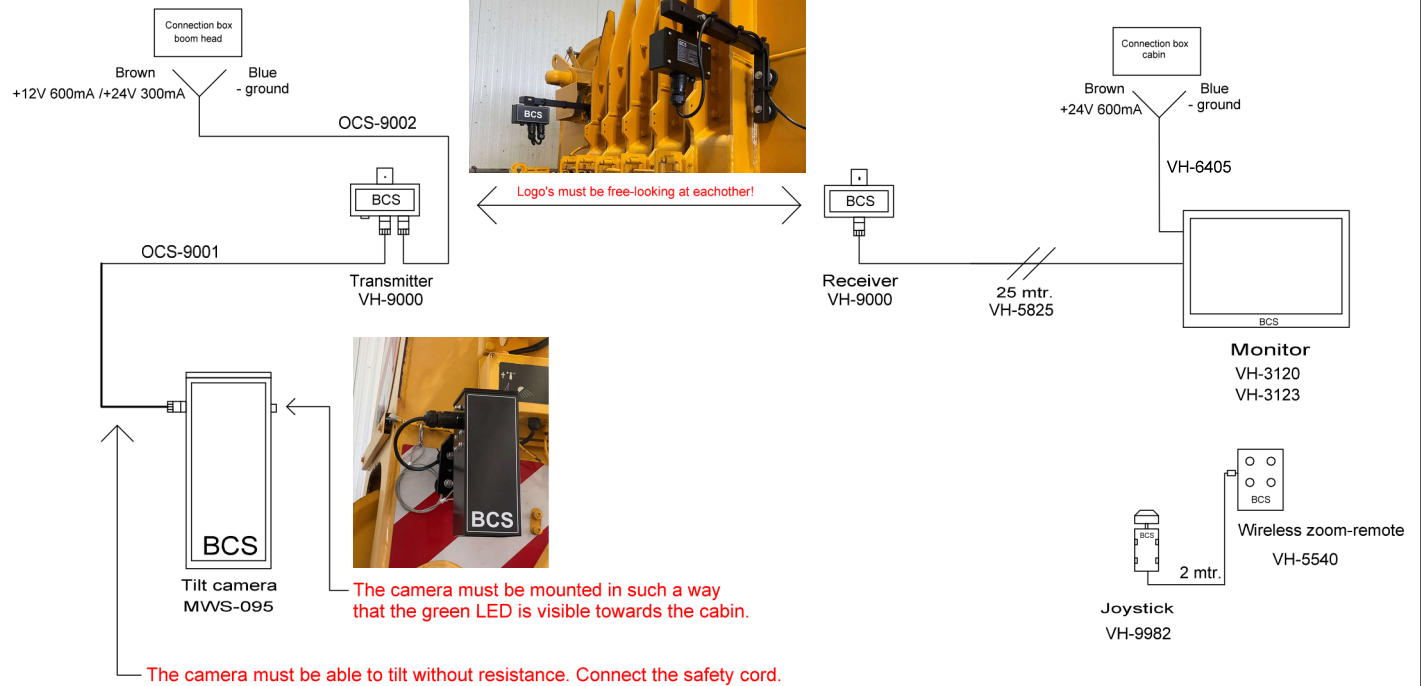 Connection box
boom head
Brown
Blue
+12V 600mA /+24V 300mA
- ground
OCS-9002
BCS
OCS-9001
Transmitter
VH-9000
BCS
BCS
Logo's must be free-looking at eachother!
Connection box
cabin
Brown
Blue
+24V 600mA
- ground
VH-6405
BCS
Receiver
VH-9000
25 mtr.
VH-5825
BCS
Monitor
VH-3120
VH-3123
BCS
Tilt camera
MWS-095
BCS
The camera must be mounted in such a way
that the green LED is visible towards the cabin.
The camera must be able to tilt without resistance. Connect the safety cord.
BCS
Wireless zoom-remote
VH-5540
BCS
2 mtr.
Joystick
VH-9982